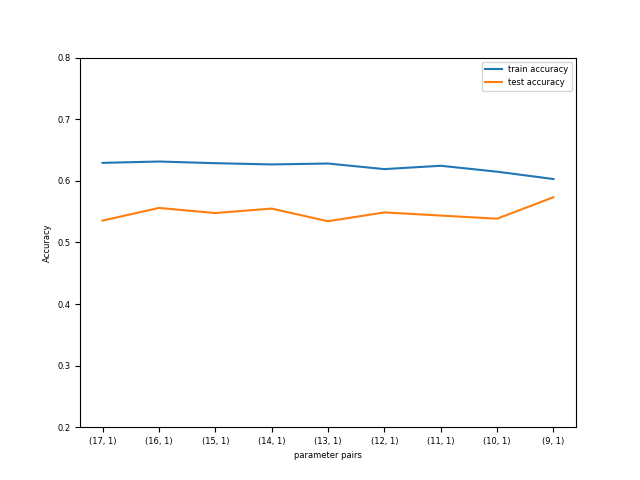 0.8
train accuracy
test accuracy
0.7
0.6
0.5
0.4
0.3
0.2
Accuracy
(17, 1) (16, 1) (15, 1) (14, 1) (13, 1) (12, 1) (11, 1) (10, 1) (9, 1)
parameter pairs